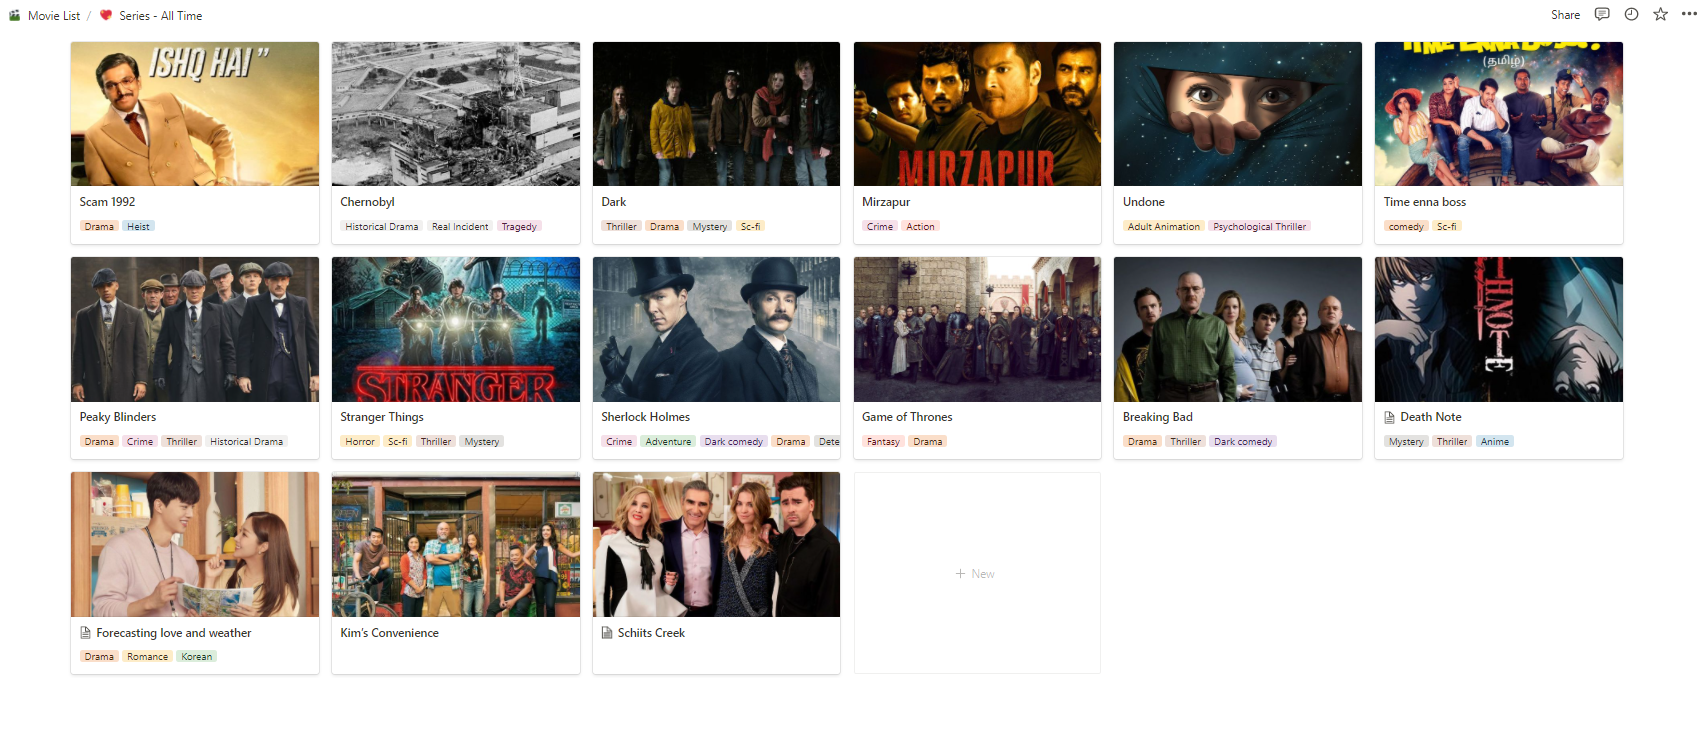 Movie List / Series - All Time
Share
ISHQ HAI"
Scam 1992
Drama Heist
Chernobyl
Historical Drama Real Incident Tragedy
Dark
Thriller Drama Mystery Sc-fi
MIRZAPUR
Mirzapur
Crime Action
Undone
Adult Animation Psychological Thriller
TIME ENNA BOSS!
(தமிழ்)
Time enna boss
comedy Sc-fi
Peaky Blinders
Drama Crime Thriller Historical Drama
STRANGER
Stranger Things
Horror Sc-fi Thriller Mystery
Sherlock Holmes
Crime Adventure Dark comedy Drama Dete
Game of Thrones
Fantasy Drama
Breaking Bad
Drama Thriller Dark comedy
HNOTE
Death Note
Mystery Thriller Anime
Forecasting love and weather
Drama Romance Korean
Kim's Convenience
Schiits Creek
+ New